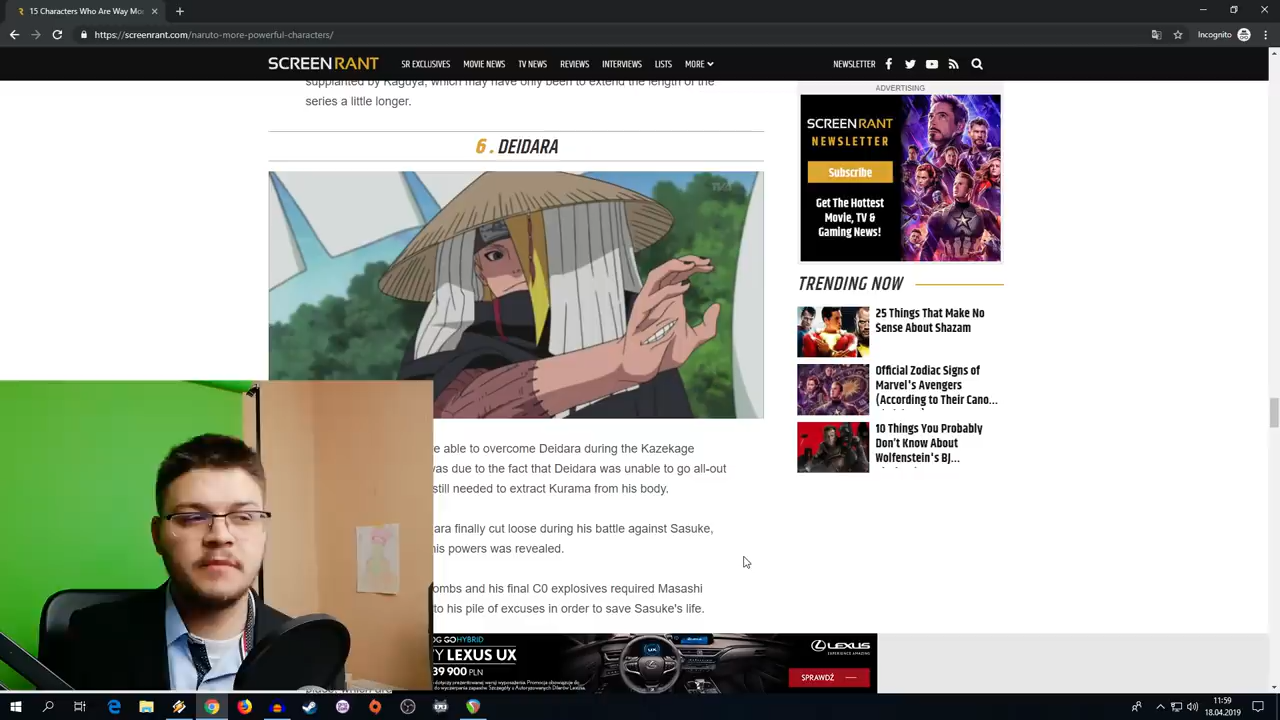 15 Characters Who Are Way Mo
https://screenrant.com/naruto-more-powerful-characters/
Incognito
SCREENRANT
SR EXCLUSIVES
MOVIE NEWS
TV NEWS
REVIEWS
INTERVIEWS
LISTS
MORE
NEWSLETTER
supplanted by Kaguya, which may have only been to extend the length of the
series a little longer.
6 . DEIDARA
e able to overcome Deidara during the Kazekage
was due to the fact that Deidara was unable to go all-out
still needed to extract Kurama from his body.
ara finally cut loose during his battle against Sasuke,
his powers was revealed.
ombs and his final C0 explosives required Masashi
to his pile of excuses in order to save Sasuke's life.
ADVERTISING
SCREENRANT
NEWSLETTER
Subscribe
Get The Hottest
Movie, TV &
Gaming News!
TRENDING NOW
25 Things That Make No
Sense About Shazam
Official Zodiac Signs of
Marvel's Avengers
(According to Their Cano...
10 Things You Probably
Don't Know About
Wolfenstein's BJ...
OG GOHYBRID
Y LEXUS UX
39 900 PLN
LEXUS
EXPERIENCE AMAZING
SPRAWDŹ
11:59
18.04.2019